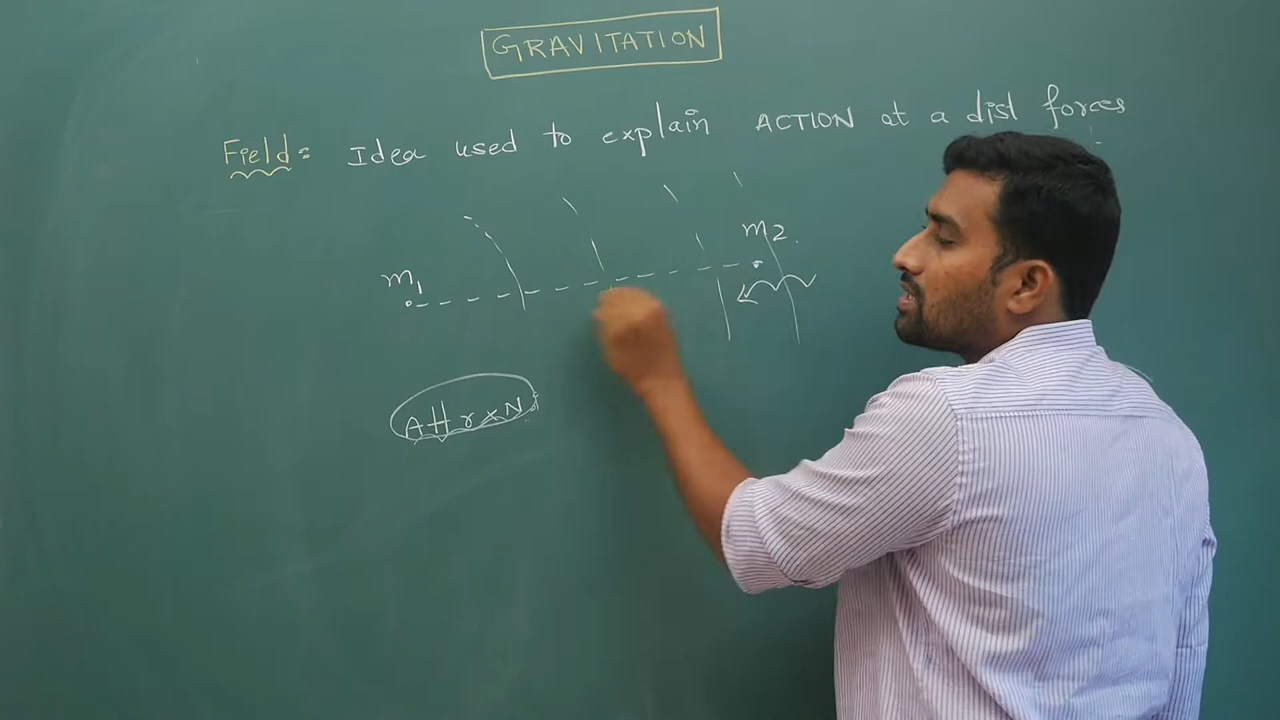 GRAVITATION
Field: Idea used to explain ACTION at a dist forces
m1
m2
AttrxN